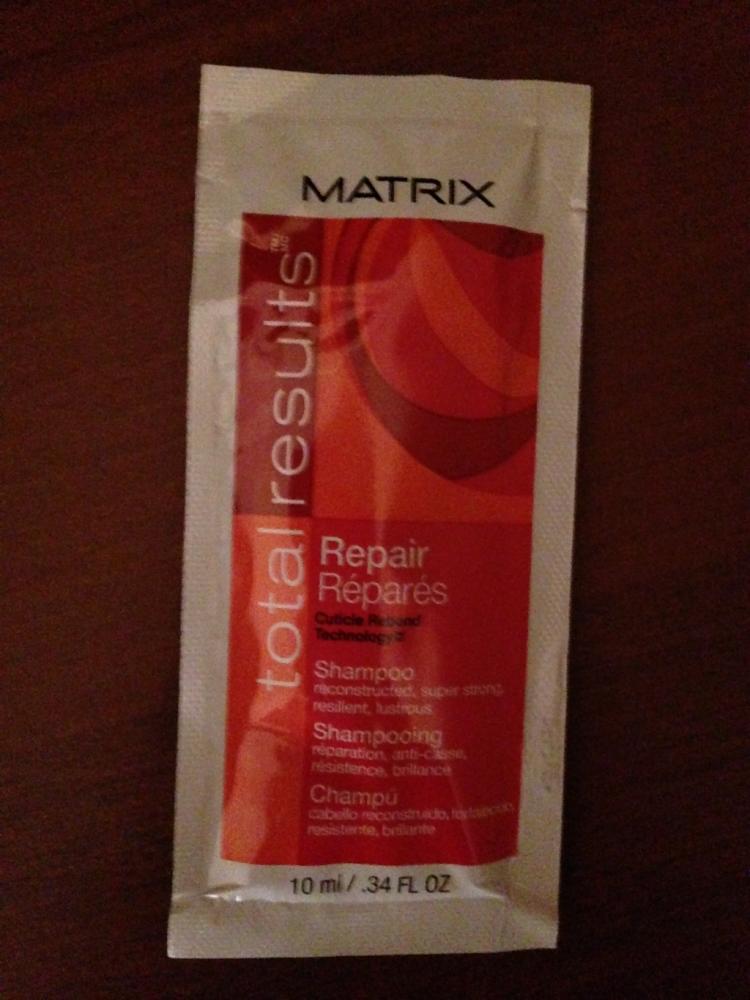 MATRIX
total results
Repair
Réparés
Cuticle Rebond
Technology
Shampoo
reconstructed, super strong,
resilient, lustrous
Shampooing
réparation, anti-casse,
résistence, brillance
Champú
cabello reconstruido,
resistente, brillante
10 ml / .34 FL OZ